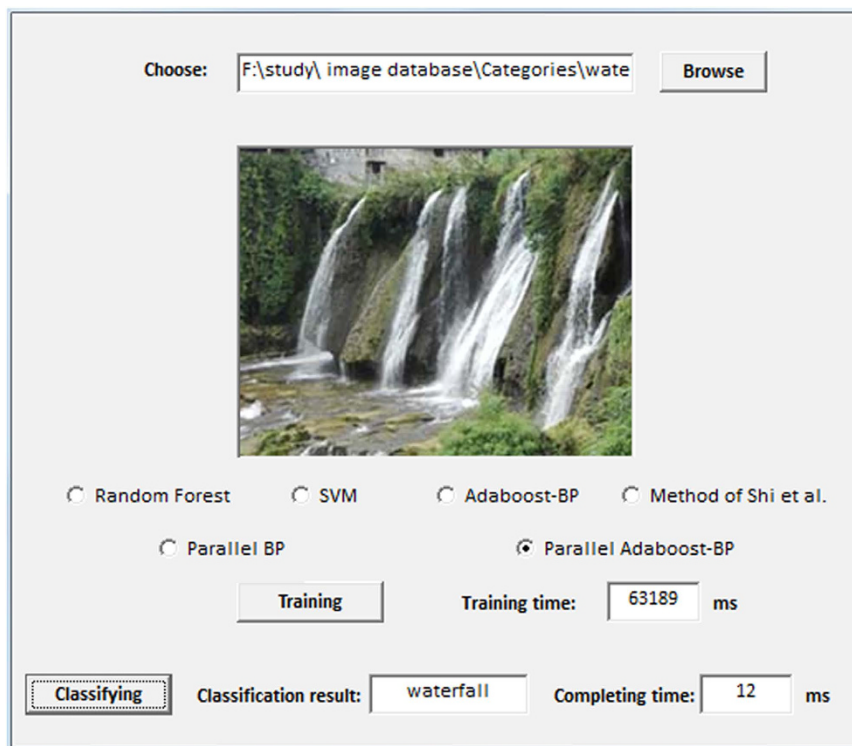 Choose: F:\study\ image database\Categories\wate Browse
Random Forest SVM Adaboost-BP Method of Shi et al.
Parallel BP Parallel Adaboost-BP
Training Training time: 63189 ms
Classifying Classification result: waterfall Completing time: 12 ms